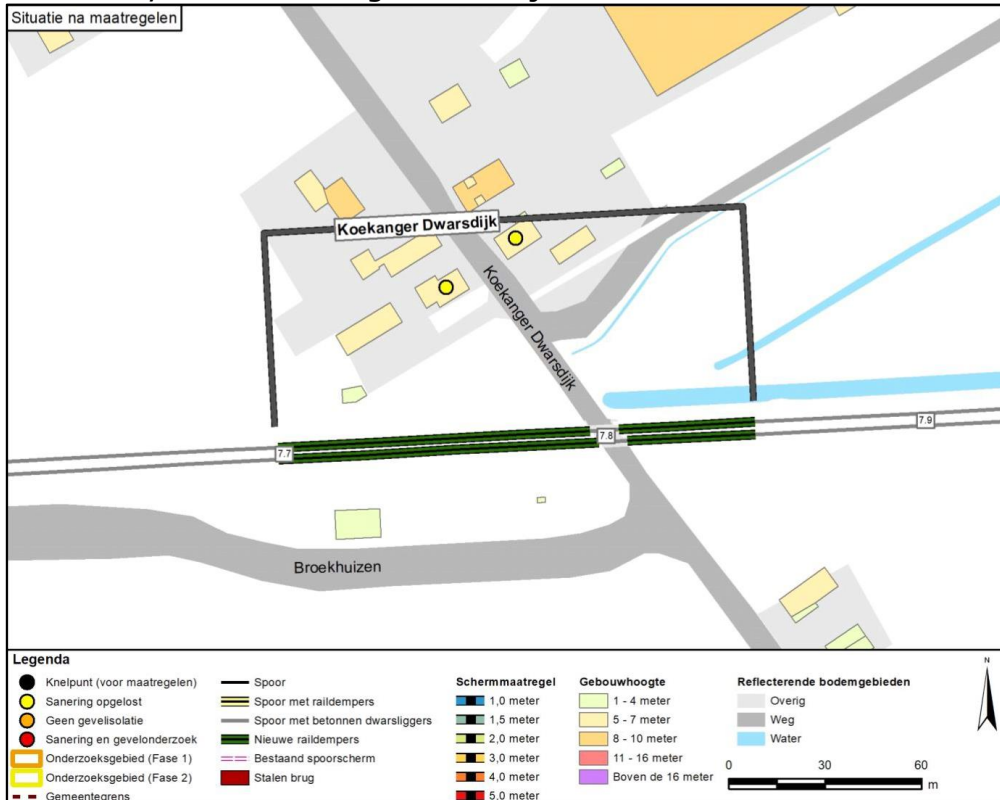 Situatie na maatregelen
Koekanger Dwarsdijk
Koekanger Dwarsdijk
7.9
7.8
7.7
Broekhuizen
Legenda
Knelpunt (voor maatregelen)
Sanering opgelost
Geen gevelisolatie
Sanering en gevelonderzoek
Onderzoeksgebied (Fase 1)
Onderzoeksgebied (Fase 2)
Gemeentegrens
Spoor
Spoor met raildempers
Spoor met betonnen dwarsliggers
Nieuwe raildempers
Bestaand spoorscherm
Stalen brug
Schermmaatregel
1,0 meter
1,5 meter
2,0 meter
3,0 meter
4,0 meter
5,0 meter
Gebouwhoogte
1 - 4 meter
5 - 7 meter
8 - 10 meter
11 - 16 meter
Boven de 16 meter
Reflecterende bodemgebieden
Overig
Weg
Water
N
0 30 60
m